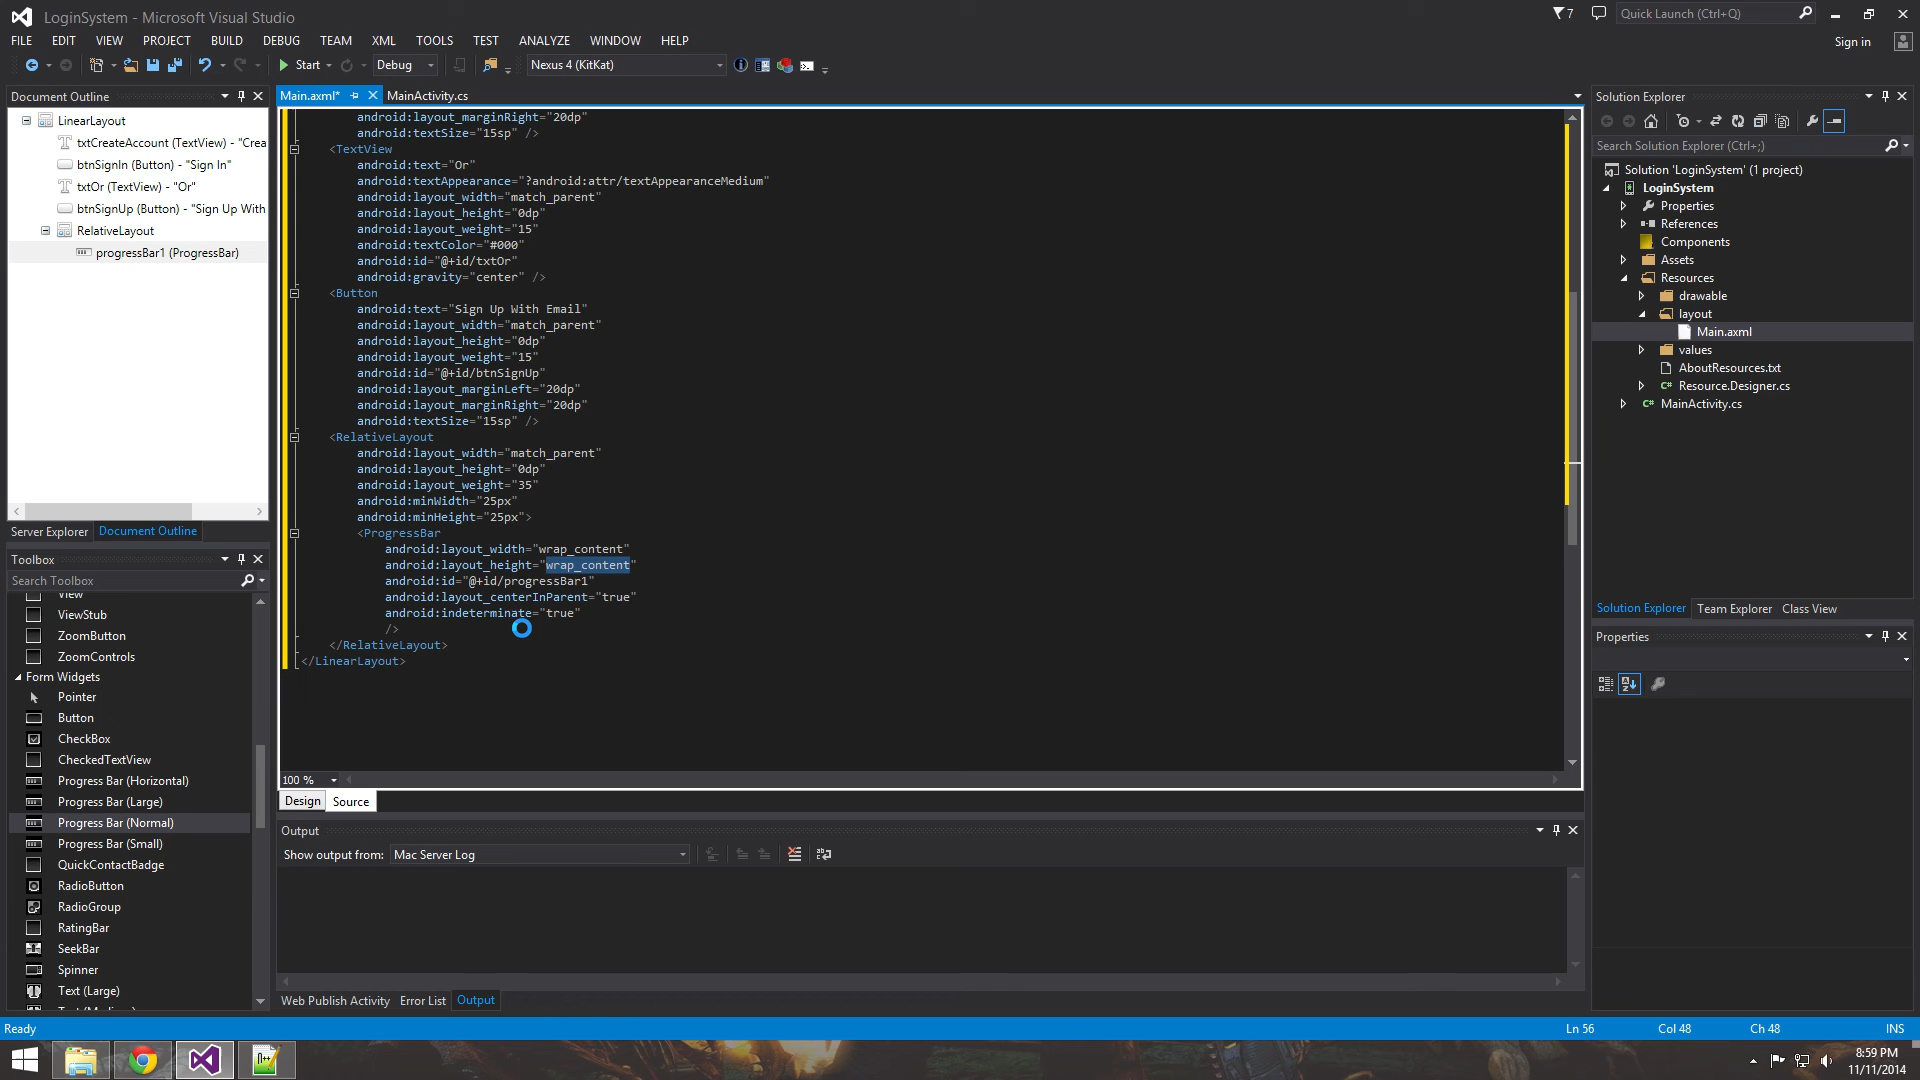 LoginSystem - Microsoft Visual Studio
7
Quick Launch (Ctrl+Q)
FILE EDIT VIEW PROJECT BUILD DEBUG TEAM XML TOOLS TEST ANALYZE WINDOW HELP
Sign in
Start Debug Nexus 4 (KitKat)
Document Outline
LinearLayout
txtCreateAccount (TextView) - "Crea
btnSignIn (Button) - "Sign In"
txtOr (TextView) - "Or"
btnSignUp (Button) - "Sign Up With
RelativeLayout
progressBar1 (ProgressBar)
Server Explorer Document Outline
Toolbox
Search Toolbox
View
ViewStub
ZoomButton
ZoomControls
Form Widgets
Pointer
Button
CheckBox
CheckedTextView
Progress Bar (Horizontal)
Progress Bar (Large)
Progress Bar (Normal)
Progress Bar (Small)
QuickContactBadge
RadioButton
RadioGroup
RatingBar
SeekBar
Spinner
Text (Large)
Main.axml* MainActivity.cs
android:layout_marginRight="20dp"
android:textSize="15sp" />
<TextView
android:text="Or"
android:textAppearance="?android:attr/textAppearanceMedium"
android:layout_width="match_parent"
android:layout_height="0dp"
android:layout_weight="15"
android:textColor="#000"
android:id="@+id/txtOr"
android:gravity="center" />
<Button
android:text="Sign Up With Email"
android:layout_width="match_parent"
android:layout_height="0dp"
android:layout_weight="15"
android:id="@+id/btnSignUp"
android:layout_marginLeft="20dp"
android:layout_marginRight="20dp"
android:textSize="15sp" />
<RelativeLayout
android:layout_width="match_parent"
android:layout_height="0dp"
android:layout_weight="35"
android:minWidth="25px"
android:minHeight="25px">
<ProgressBar
android:layout_width="wrap_content"
android:layout_height="wrap_content"
android:id="@+id/progressBar1"
android:layout_centerInParent="true"
android:indeterminate="true"
/>
</RelativeLayout>
</LinearLayout>
100 %
Design Source
Output
Show output from: Mac Server Log
Web Publish Activity Error List Output
Solution Explorer
Search Solution Explorer (Ctrl+;)
Solution 'LoginSystem' (1 project)
LoginSystem
Properties
References
Components
Assets
Resources
drawable
layout
Main.axml
values
AboutResources.txt
C# Resource.Designer.cs
C# MainActivity.cs
Solution Explorer Team Explorer Class View
Properties
Ready Ln 56 Col 48 Ch 48 INS
8:59 PM
11/11/2014